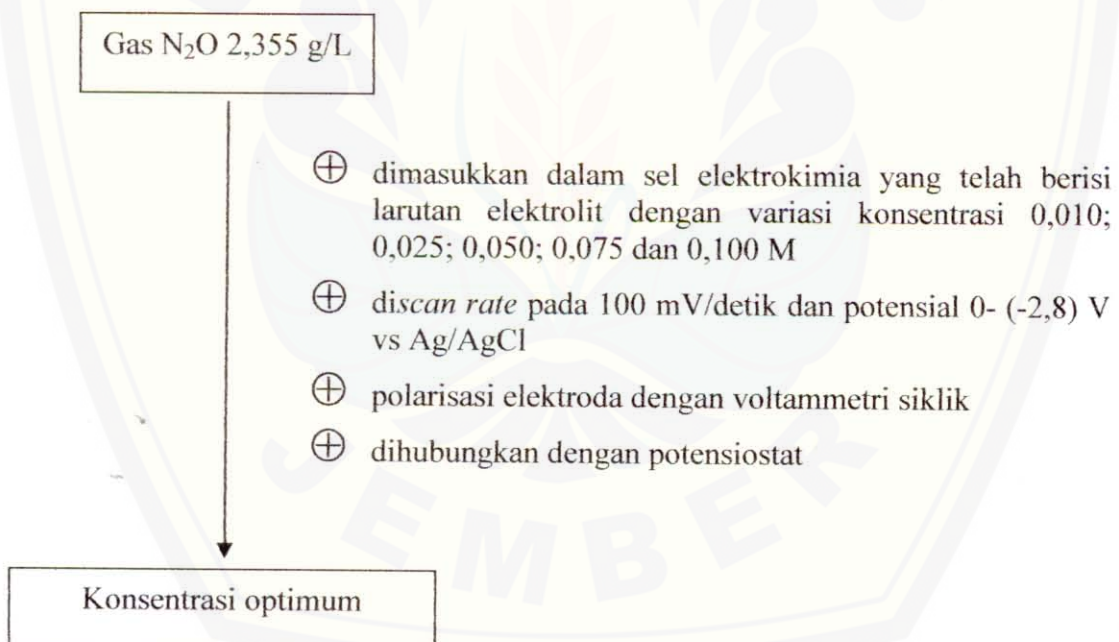 Gas N₂O 2,355 g/L
⊕ dimasukkan dalam sel elektrokimia yang telah berisi
larutan elektrolit dengan variasi konsentrasi 0,010;
0,025; 0,050; 0,075 dan 0,100 M
⊕ discan rate pada 100 mV/detik dan potensial 0- (-2,8) V
vs Ag/AgCl
⊕ polarisasi elektroda dengan voltammetri siklik
⊕ dihubungkan dengan potensiostat
JEMBER
Konsentrasi optimum